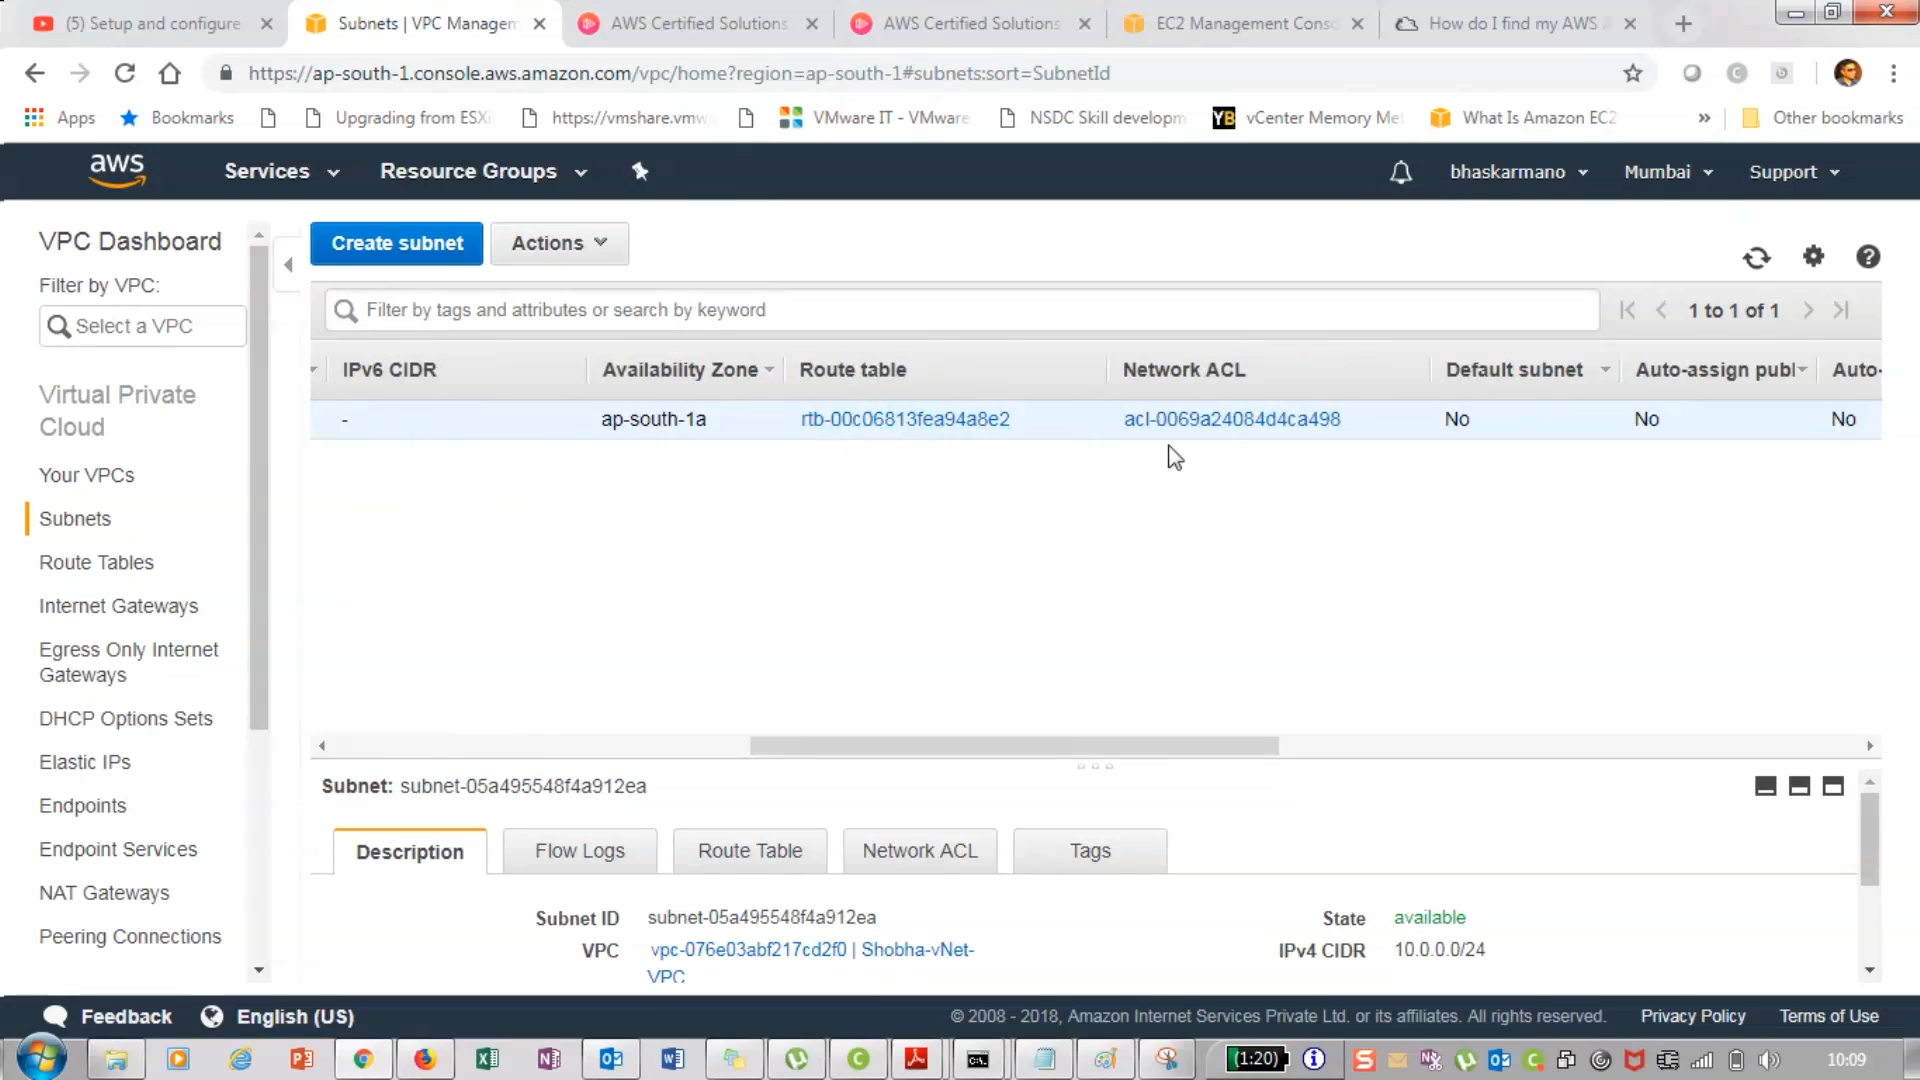 (5) Setup and configure
Subnets | VPC Managem
AWS Certified Solutions
AWS Certified Solutions
EC2 Management Cons
How do I find my AWS
https://ap-south-1.console.aws.amazon.com/vpc/home?region=ap-south-1#subnets:sort=SubnetId
Apps
Bookmarks
Upgrading from ESXi
https://vmshare.vmw
VMware IT - VMware
NSDC Skill developm
YB
vCenter Memory Me
What Is Amazon EC2
»
Other bookmarks
aws
Services
Resource Groups
bhaskarmano
Mumbai
Support
VPC Dashboard
Filter by VPC:
Select a VPC
Virtual Private
Cloud
Your VPCs
Subnets
Route Tables
Internet Gateways
Egress Only Internet
Gateways
DHCP Options Sets
Elastic IPs
Endpoints
Endpoint Services
NAT Gateways
Peering Connections
Create subnet
Actions
Filter by tags and attributes or search by keyword
1 to 1 of 1
IPv6 CIDR
Availability Zone
Route table
Network ACL
Default subnet
Auto-assign publ
Auto-
-
ap-south-1a
rtb-00c06813fea94a8e2
acl-0069a24084d4ca498
No
No
No
Subnet: subnet-05a495548f4a912ea
Description
Flow Logs
Route Table
Network ACL
Tags
Subnet ID
subnet-05a495548f4a912ea
State
available
VPC
vpc-076e03abf217cd2f0 | Shobha-vNet-
VPC
IPv4 CIDR
10.0.0.0/24
Feedback
English (US)
© 2008 - 2018, Amazon Internet Services Private Ltd. or its affiliates. All rights reserved.
Privacy Policy
Terms of Use
(1:20)
10:09